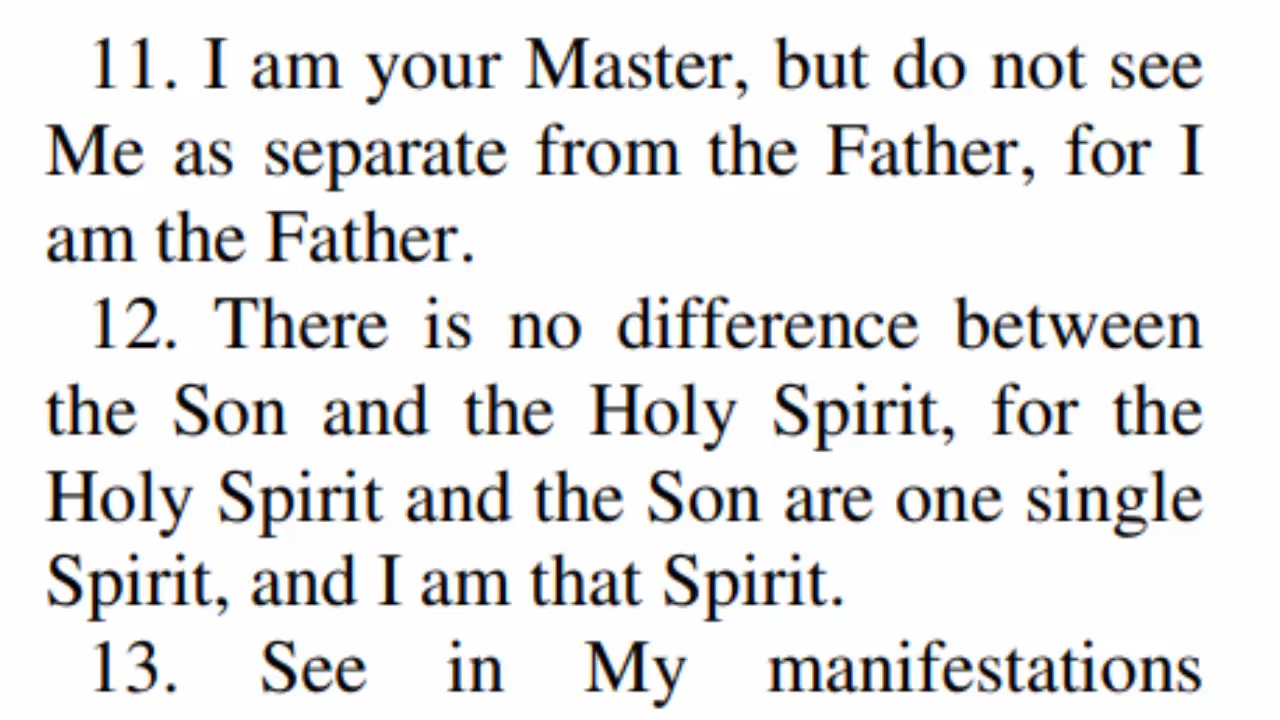 11. I am your Master, but do not see
Me as separate from the Father, for I
am the Father.
12. There is no difference between
the Son and the Holy Spirit, for the
Holy Spirit and the Son are one single
Spirit, and I am that Spirit.
13. See in My manifestations